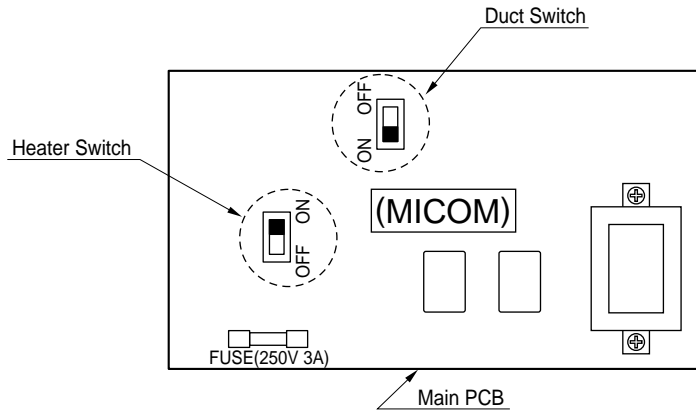 Duct Switch
OFF
ON
Heater Switch
ON
OFF
(MICOM)
FUSE(250V 3A)
Main PCB